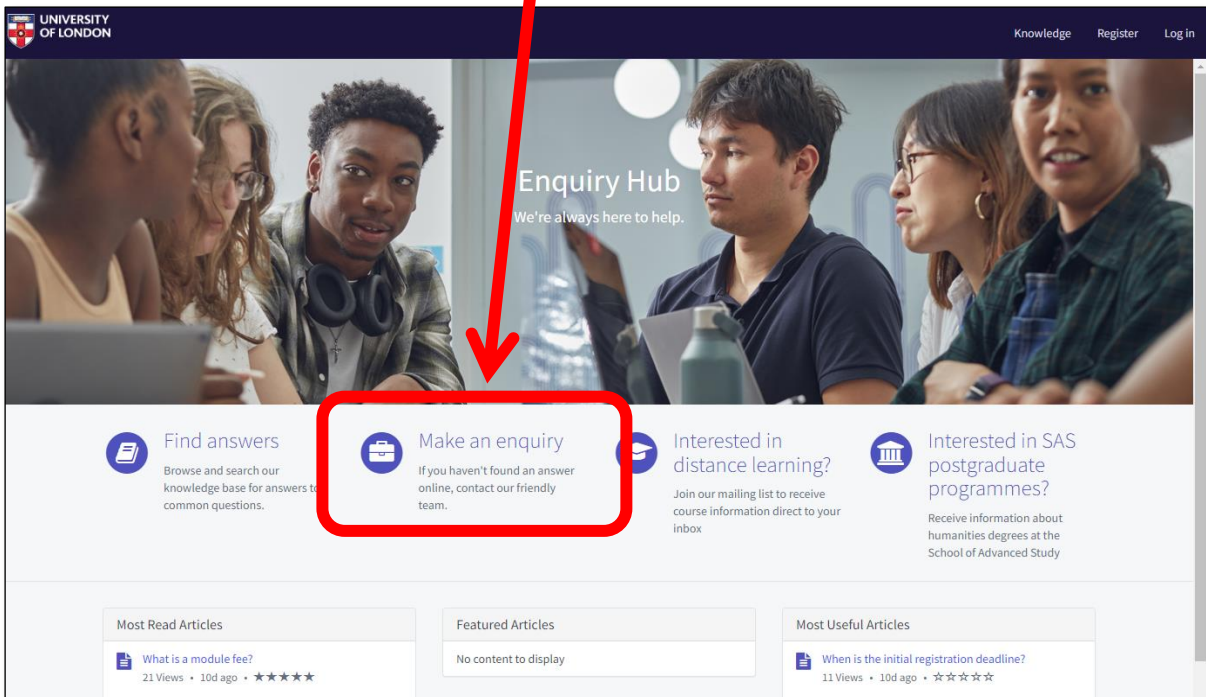 UNIVERSITY
OF LONDON
Knowledge Register Log in
Enquiry Hub
We're always here to help.
Find answers
Browse and search our
knowledge base for answers to
common questions.
Make an enquiry
If you haven't found an answer
online, contact our friendly
team.
Interested in
distance learning?
Join our mailing list to receive
course information direct to your
inbox
Interested in SAS
postgraduate
programmes?
Receive information about
humanities degrees at the
School of Advanced Study
Most Read Articles
What is a module fee?
21 Views • 10d ago • ★★★★★
Featured Articles
No content to display
Most Useful Articles
When is the initial registration deadline?
11 Views • 10d ago • ☆☆☆☆☆